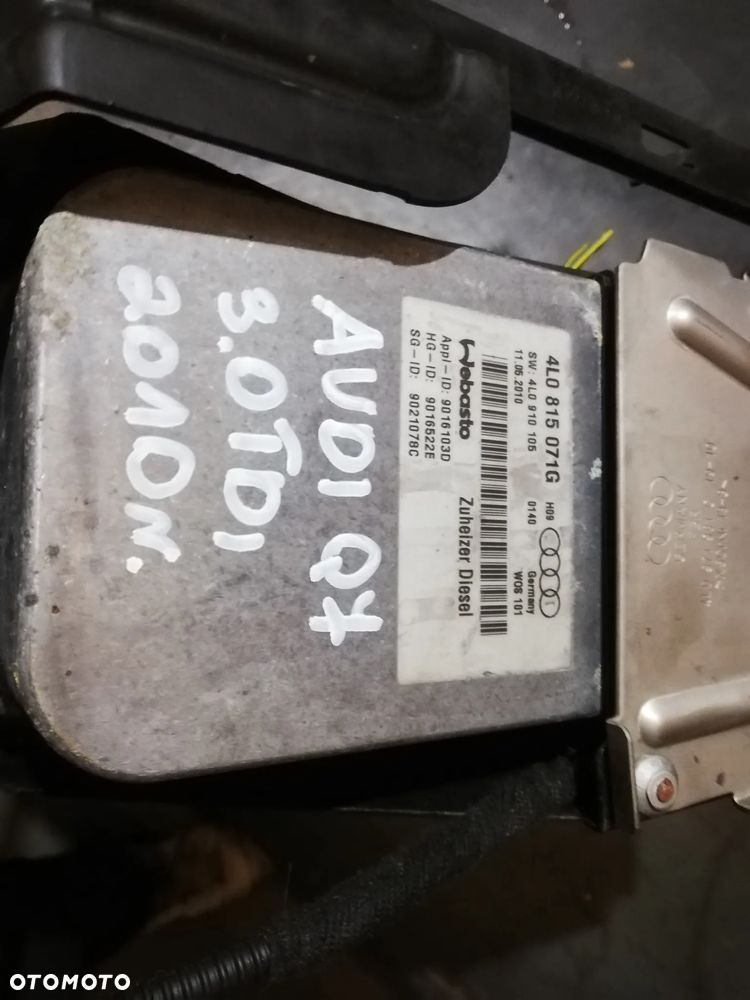 AUDI Q7
3.0TDI
2010r.
4L0 815 071G
SW: 4L0 910 105
11.05.2010
H09
0140
Germany
WO8 101
Webasto
Zuheizer Diesel
Appl-ID: 9016103D
HG-ID: 9016522E
SG-ID: 9021078C
OTOMOTO